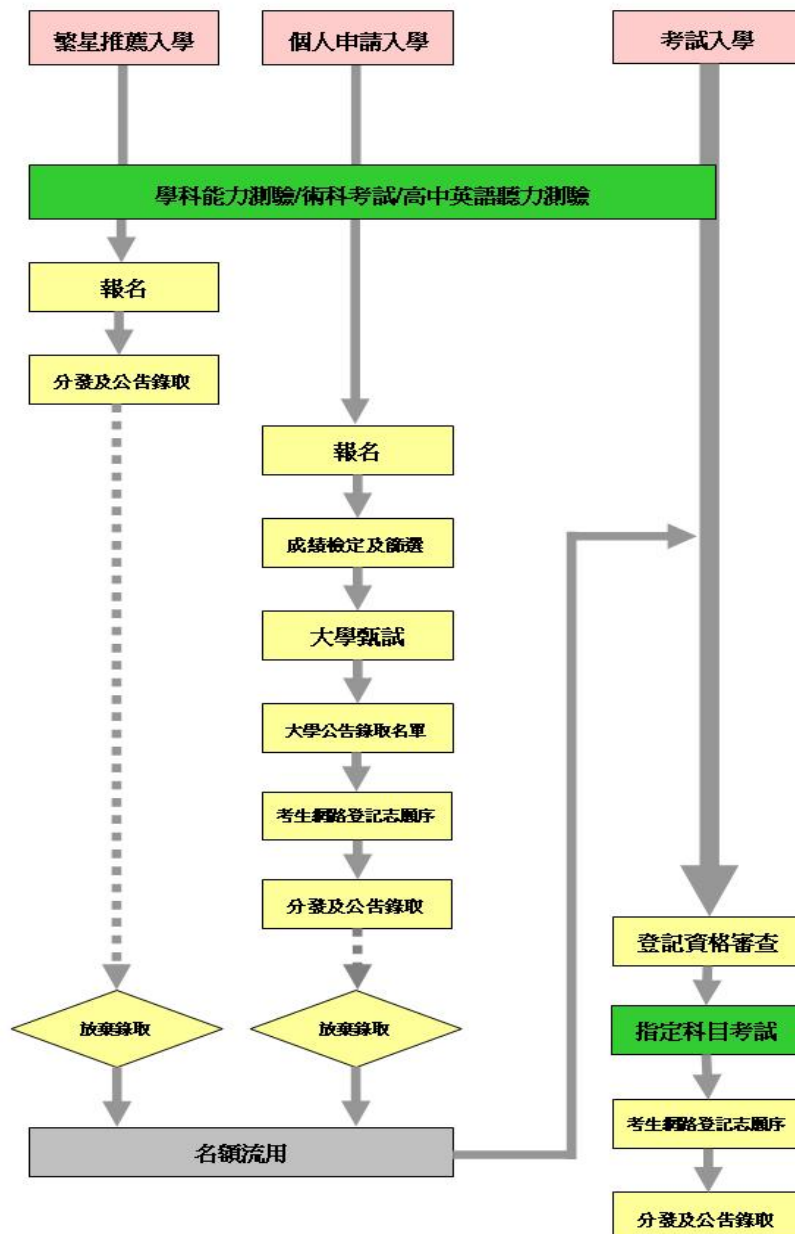 繁星推薦入學
個人申請入學
考試入學
學科能力測驗/術科考試/高中英語聽力測驗
報名
分發及公告錄取
報名
成績檢定及篩選
大學甄試
大學公告錄取名單
考生網路登記志願序
分發及公告錄取
放棄錄取
放棄錄取
名額流用
登記資格審查
指定科目考試
考生網路登記志願序
分發及公告錄取